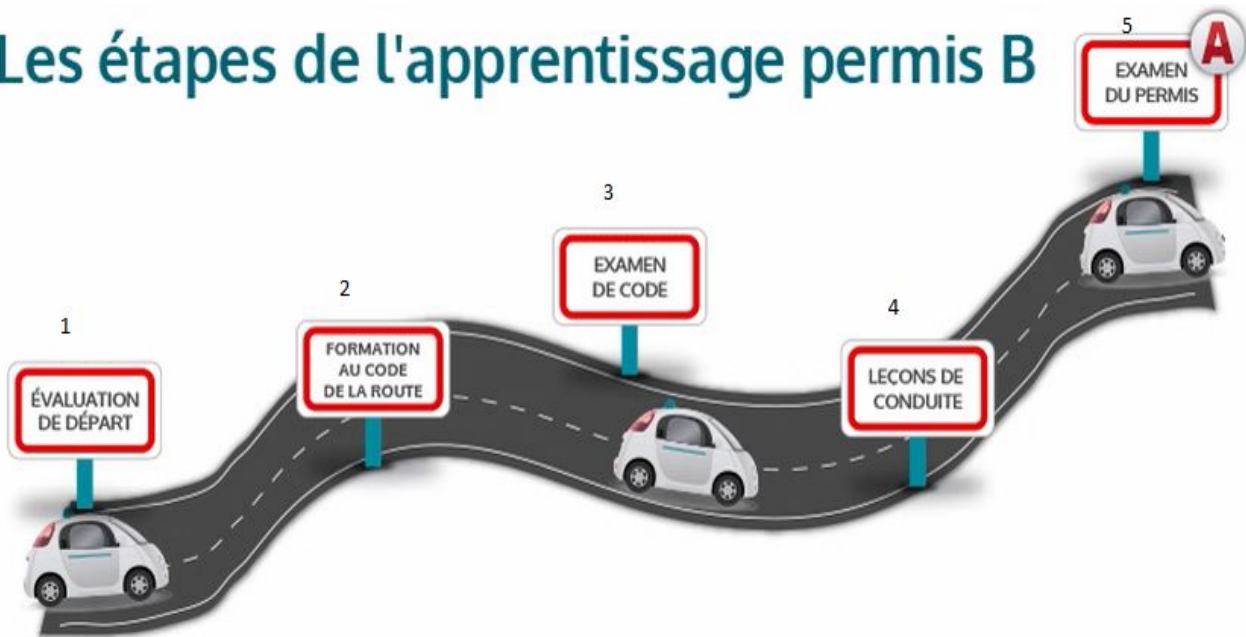 Les étapes de l'apprentissage permis B
1
ÉVALUATION
DE DÉPART
2
FORMATION
AU CODE
DE LA ROUTE
3
EXAMEN
DE CODE
4
LEÇONS DE
CONDUITE
5
A
EXAMEN
DU PERMIS